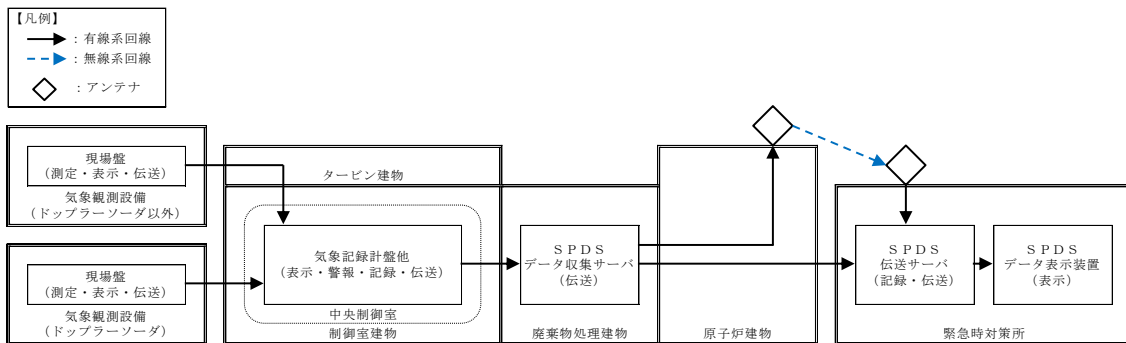 【凡例】
：有線系回線
：無線系回線
：アンテナ
現場盤
（測定・表示・伝送）
気象観測設備
（ドップラーソーダ以外）
現場盤
（測定・表示・伝送）
気象観測設備
（ドップラーソーダ）
タービン建物
気象記録計盤他
（表示・警報・記録・伝送）
中央制御室
制御室建物
ＳＰＤＳ
データ収集サーバ
（伝送）
廃棄物処理建物
原子炉建物
ＳＰＤＳ
伝送サーバ
（記録・伝送）
ＳＰＤＳ
データ表示装置
（表示）
緊急時対策所